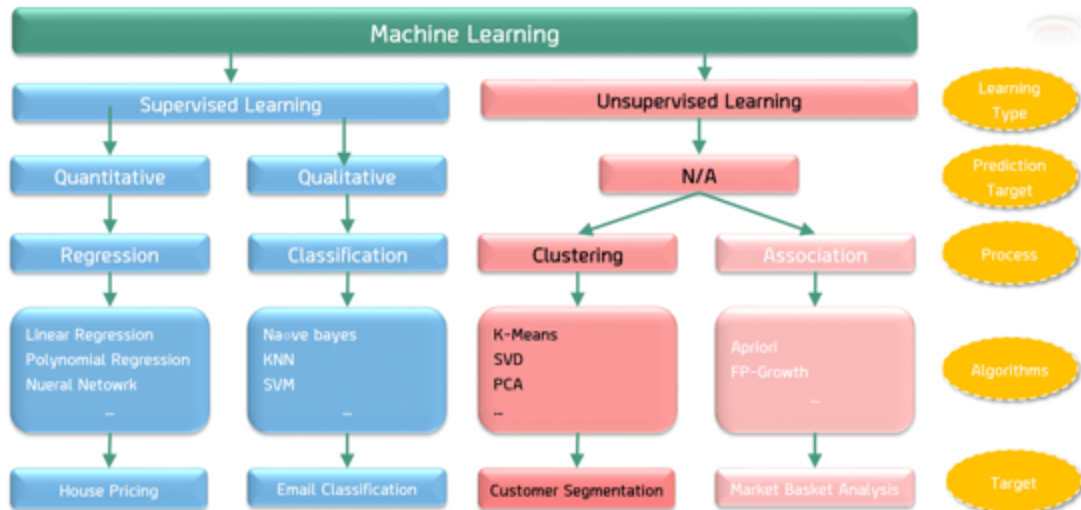 Machine Learning
Supervised Learning
Unsupervised Learning
Learning
Type
Quantitative
Qualitative
N/A
Prediction
Target
Regression
Classification
Clustering
Association
Process
Linear Regression
Polynomial Regression
Nueral Netowrk
...
Na○ve bayes
KNN
SVM
...
K-Means
SVD
PCA
...
Apriori
FP-Growth
...
Algorithms
House Pricing
Email Classification
Customer Segmentation
Market Basket Analysis
Target